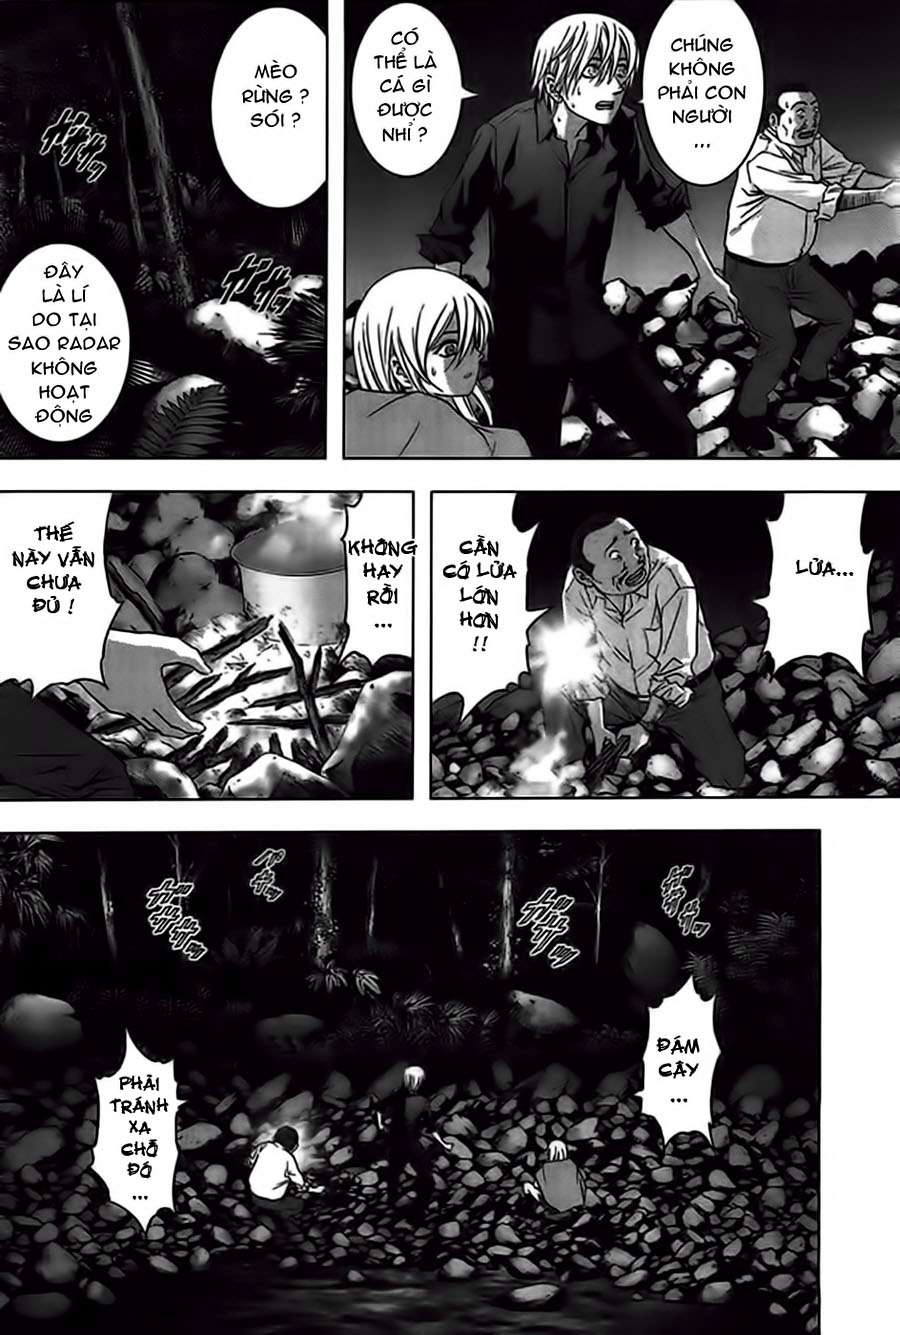 CHÚNG
KHÔNG
PHẢI CON
NGƯỜI
...
CÓ
THỂ LÀ
CÁ GÌ
ĐƯỢC
NHỈ ?
MÈO
RỪNG ?
SÓI ?
ĐÂY
LÀ LÍ
DO TẠI
SAO RADAR
KHÔNG
HOẠT
ĐỘNG
LỬA...
CẦN
CÓ LỬA
LỚN
HƠN
!!
KHÔNG
HAY
RỒI
...
THẾ
NÀY VẪN
CHƯA
ĐỦ !
ĐÁM
CÂY
...
PHẢI
TRÁNH
XA
CHỖ
ĐÓ
...